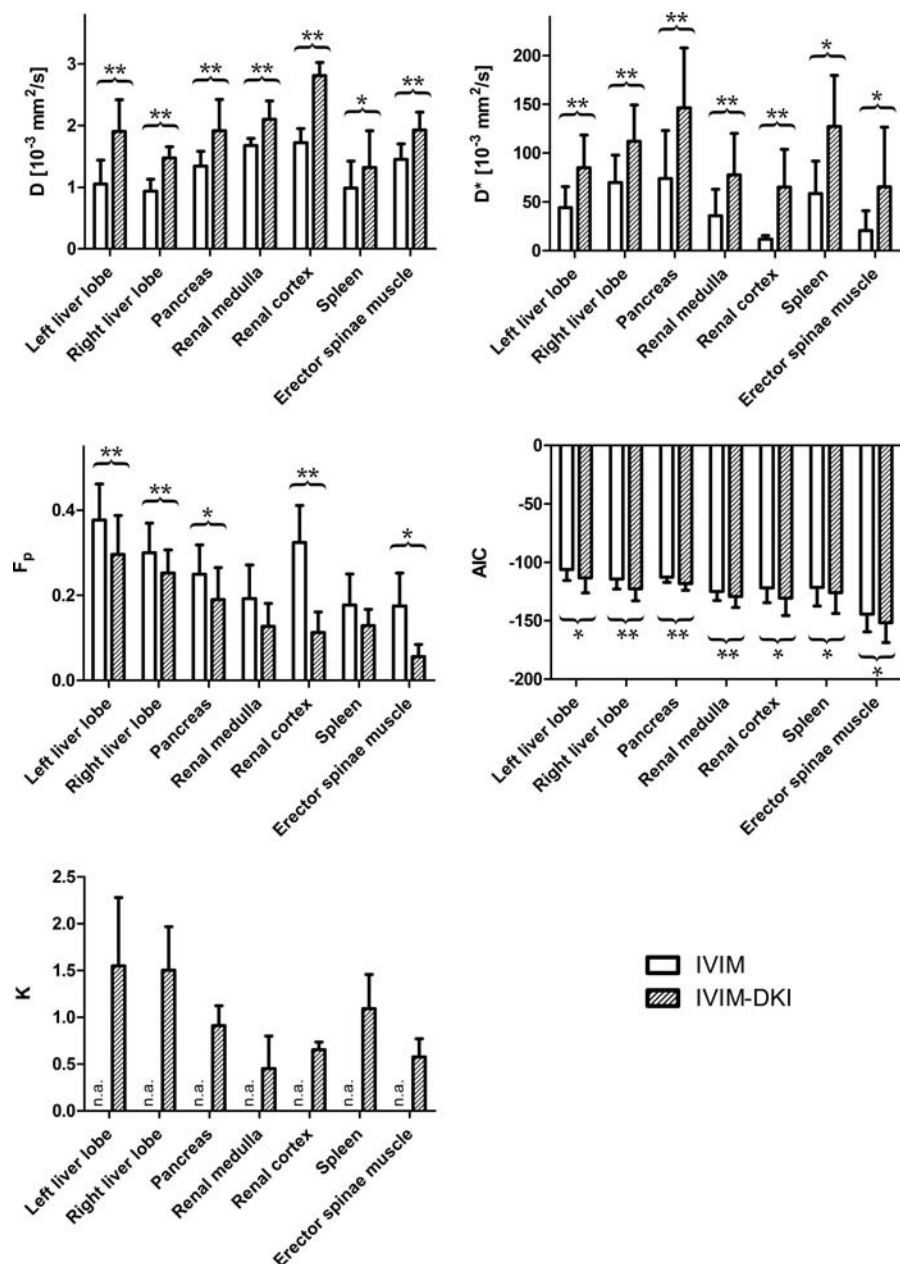 D [10⁻³ mm²/s]
3
2
1
0
** ** ** ** ** * **
Left liver lobe
Right liver lobe
Pancreas
Renal medulla
Renal cortex
Spleen
Erector spinae muscle
D* [10⁻³ mm²/s]
200
150
100
50
0
** ** ** ** ** * *
Left liver lobe
Right liver lobe
Pancreas
Renal medulla
Renal cortex
Spleen
Erector spinae muscle
Fp
0.4
0.2
0.0
** ** * ** *
Left liver lobe
Right liver lobe
Pancreas
Renal medulla
Renal cortex
Spleen
Erector spinae muscle
AIC
0
-50
-100
-150
-200
* ** ** ** * * *
Left liver lobe
Right liver lobe
Pancreas
Renal medulla
Renal cortex
Spleen
Erector spinae muscle
K
2.5
2.0
1.5
1.0
0.5
0.0
n.a. n.a. n.a. n.a. n.a. n.a. n.a.
Left liver lobe
Right liver lobe
Pancreas
Renal medulla
Renal cortex
Spleen
Erector spinae muscle
IVIM
IVIM-DKI